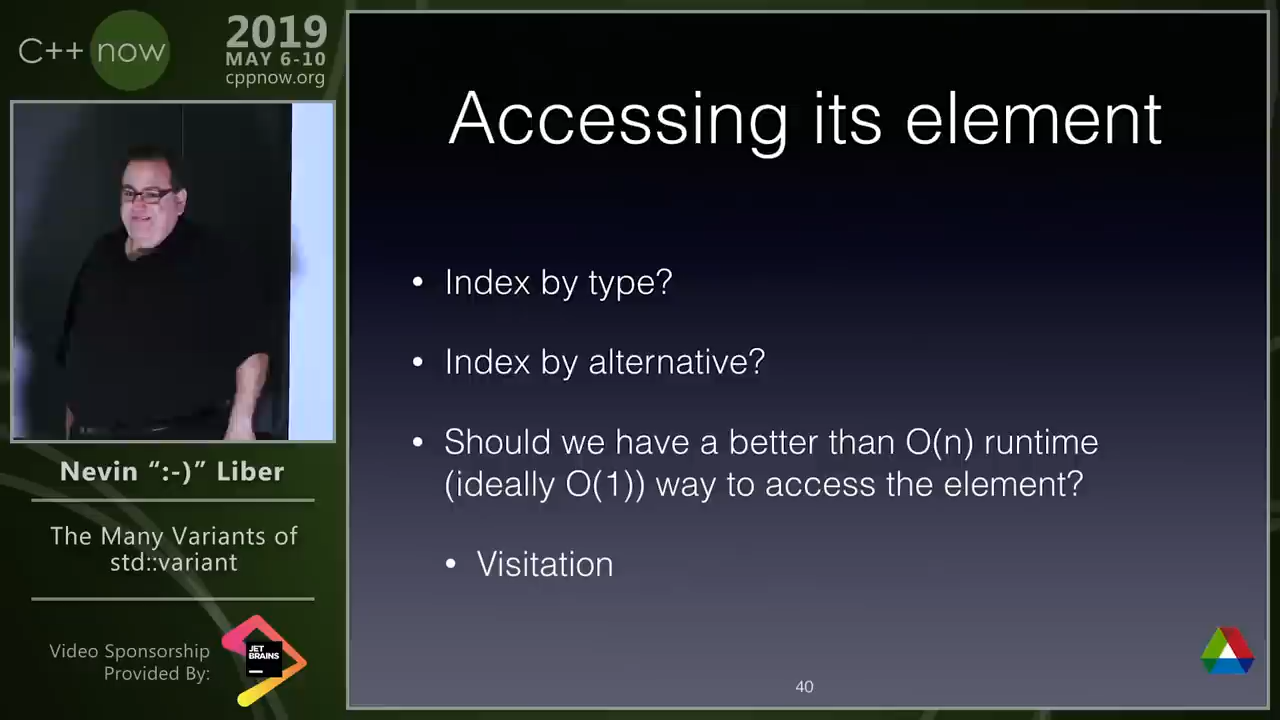 C++ now
2019
MAY 6-10
cppnow.org
Accessing its element
• Index by type?
• Index by alternative?
• Should we have a better than O(n) runtime
(ideally O(1)) way to access the element?
• Visitation
Nevin “:-)” Liber
The Many Variants of
std::variant
Video Sponsorship
Provided By:
JET
BRAINS
40